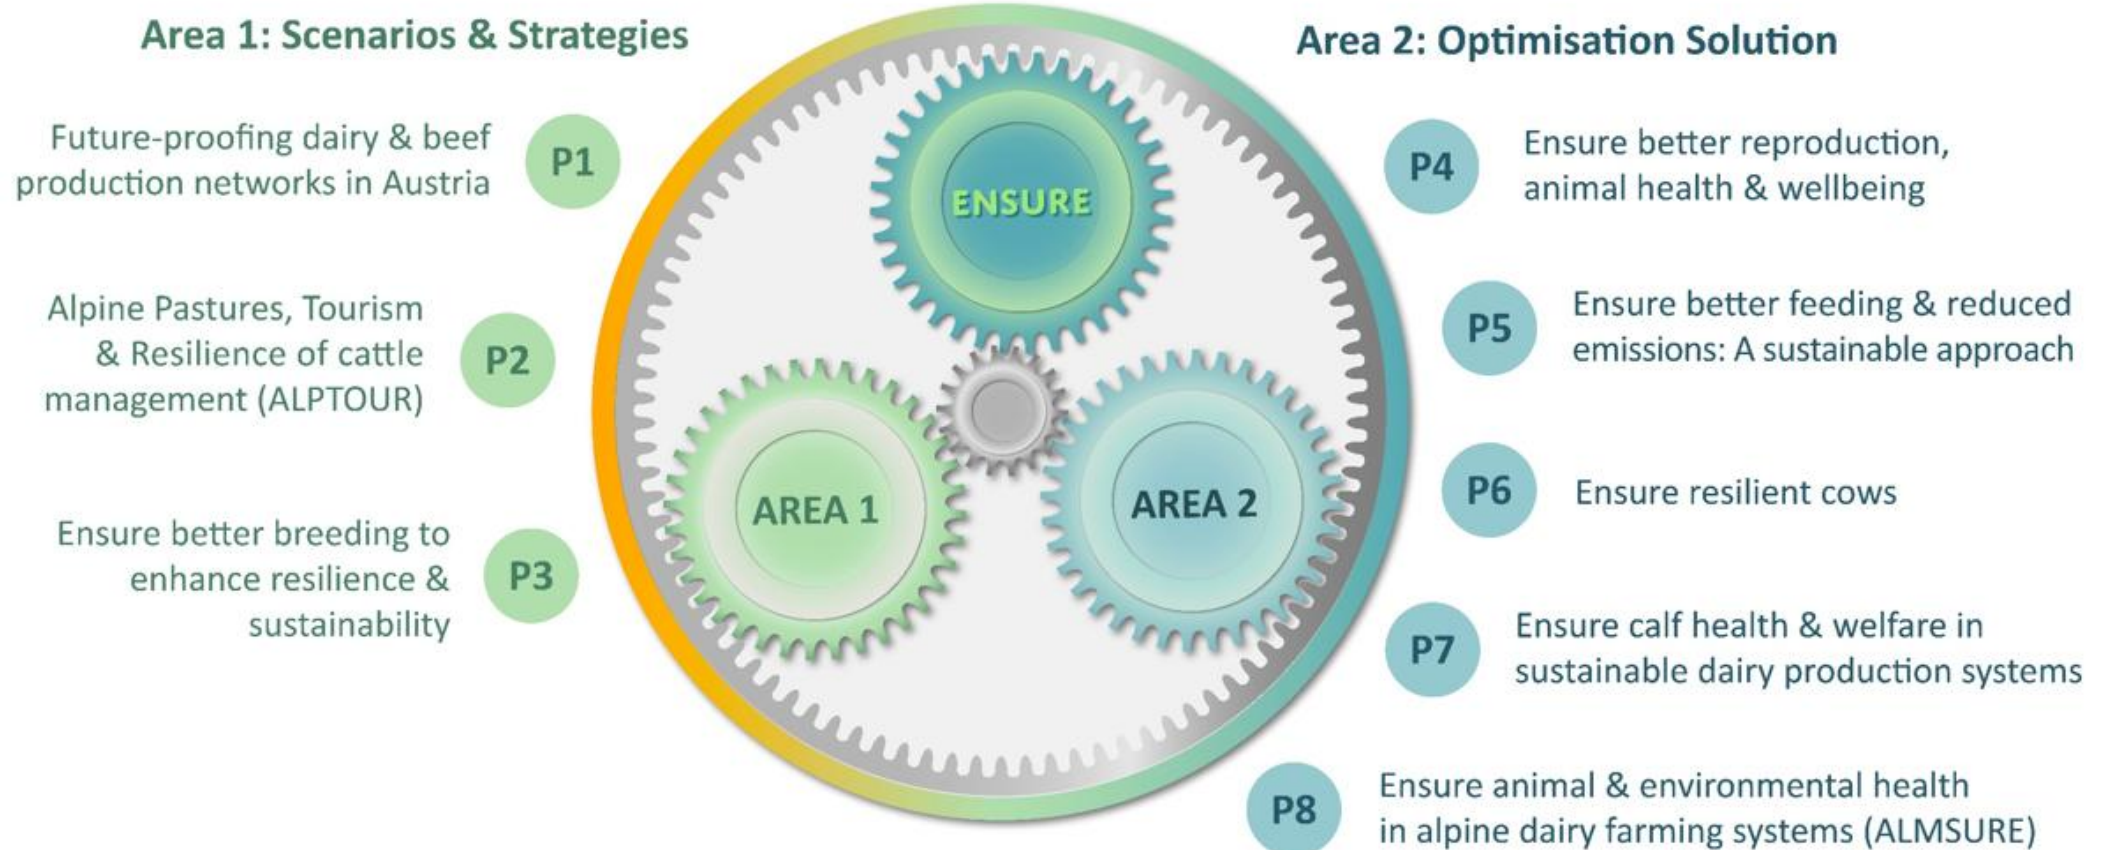 Area 1: Scenarios & Strategies
Future-proofing dairy & beef
production networks in Austria
P1
Alpine Pastures, Tourism
& Resilience of cattle
management (ALPTOUR)
P2
Ensure better breeding to
enhance resilience &
sustainability
P3
ENSURE
AREA 1
AREA 2
Area 2: Optimisation Solution
P4
Ensure better reproduction,
animal health & wellbeing
P5
Ensure better feeding & reduced
emissions: A sustainable approach
P6
Ensure resilient cows
P7
Ensure calf health & welfare in
sustainable dairy production systems
P8
Ensure animal & environmental health
in alpine dairy farming systems (ALMSURE)